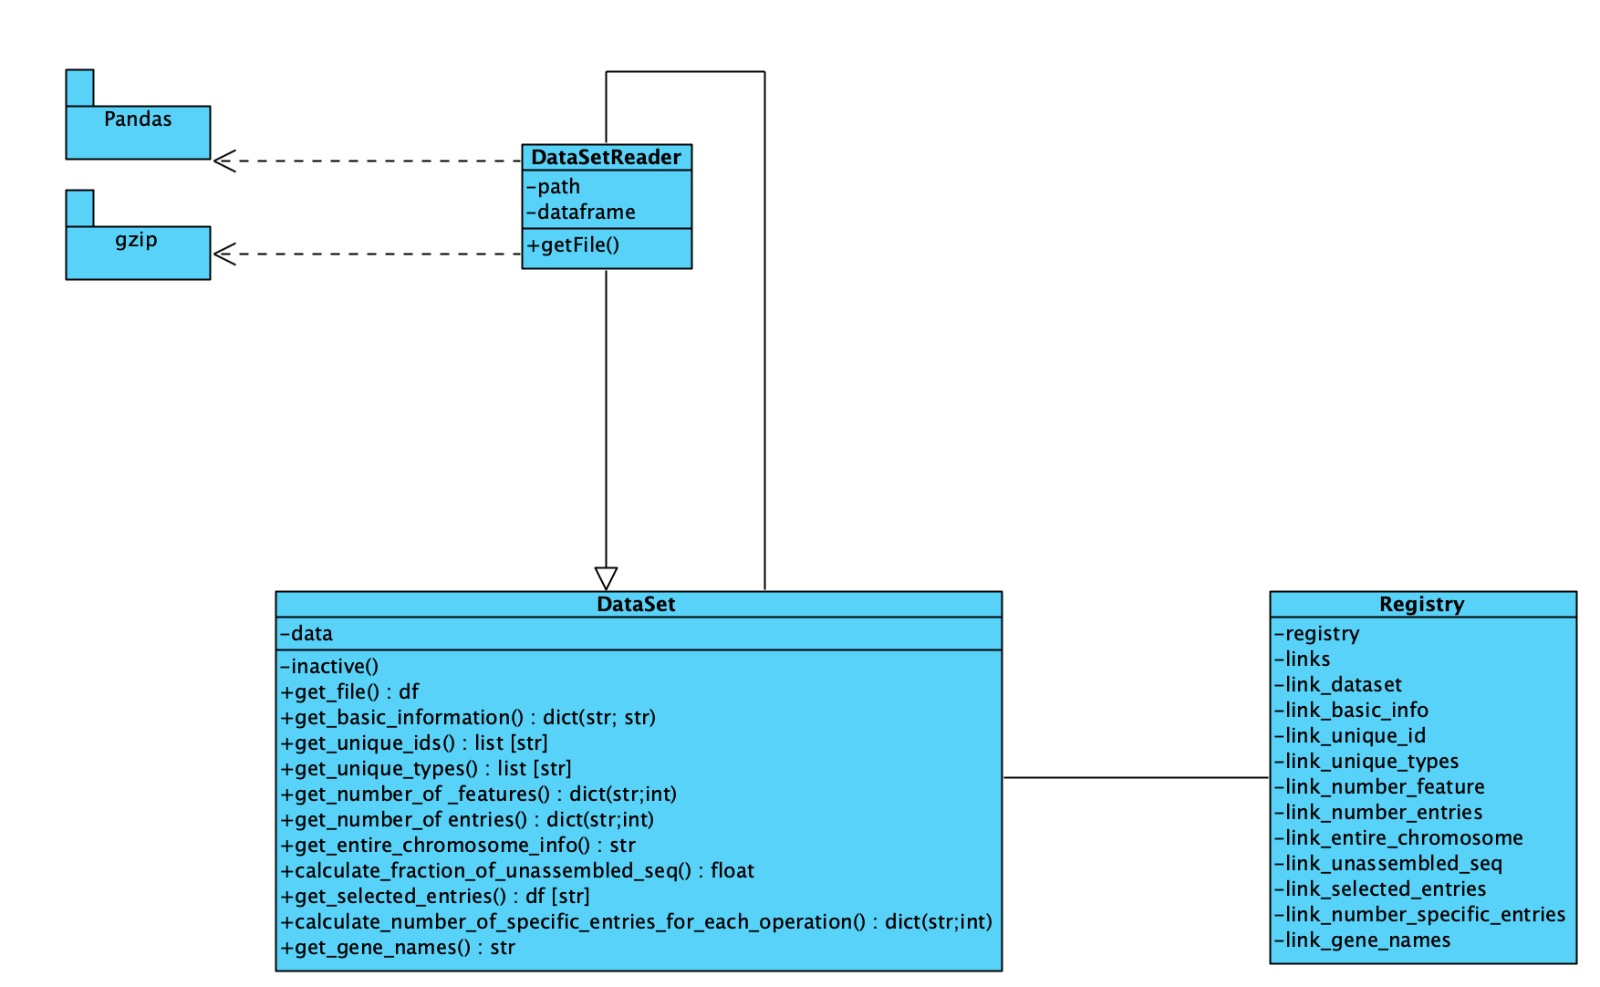 Pandas
gzip
DataSetReader
-path
-dataframe
+getFile()
DataSet
-data
-inactive()
+get_file() : df
+get_basic_information() : dict(str; str)
+get_unique_ids() : list [str]
+get_unique_types() : list [str]
+get_number_of _features() : dict(str;int)
+get_number_of entries() : dict(str;int)
+get_entire_chromosome_info() : str
+calculate_fraction_of_unassembled_seq() : float
+get_selected_entries() : df [str]
+calculate_number_of_specific_entries_for_each_operation() : dict(str;int)
+get_gene_names() : str
Registry
-registry
-links
-link_dataset
-link_basic_info
-link_unique_id
-link_unique_types
-link_number_feature
-link_number_entries
-link_entire_chromosome
-link_unassembled_seq
-link_selected_entries
-link_number_specific_entries
-link_gene_names